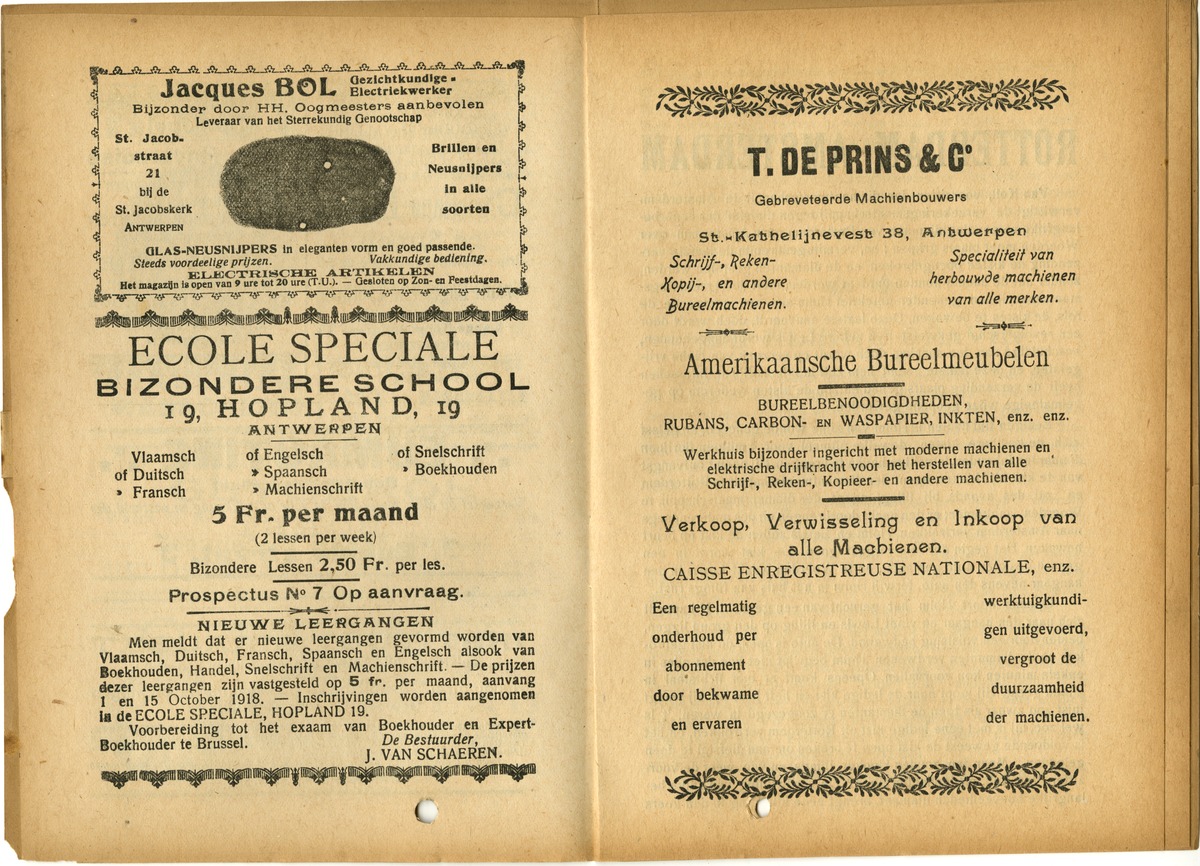 Jacques BOL Gezichtkundige-
Electriekwerker
Bijzonder door HH. Oogmeesters aanbevolen
Leveraar van het Sterrekundig Genootschap
St. Jacob-
straat
21
bij de
St. Jacobskerk
ANTWERPEN
Brillen en
Neusnijpers
in alle
soorten
GLAS-NEUSNIJPERS in eleganten vorm en goed passende.
Steeds voordeelige prijzen. Vakkundige bediening.
ELECTRISCHE ARTIKELEN
Het magazijn is open van 9 ure tot 20 ure (T.U.). — Gesloten op Zon- en Feestdagen.
ECOLE SPECIALE
BIZONDERE SCHOOL
19, HOPLAND, 19
ANTWERPEN
Vlaamsch of Engelsch of Snelschrift
of Duitsch » Spaansch » Boekhouden
» Fransch » Machienschrift
5 Fr. per maand
(2 lessen per week)
Bizondere Lessen 2,50 Fr. per les.
Prospectus No 7 Op aanvraag.
NIEUWE LEERGANGEN
Men meldt dat er nieuwe leergangen gevormd worden van
Vlaamsch, Duitsch, Fransch, Spaansch en Engelsch alsook van
Boekhouden, Handel, Snelschrift en Machienschrift. — De prijzen
dezer leergangen zijn vastgesteld op 5 fr. per maand, aanvang
1 en 15 October 1918. — Inschrijvingen worden aangenomen
in de ECOLE SPECIALE, HOPLAND 19.
Voorbereiding tot het exaam van Boekhouder en Expert-
Boekhouder te Brussel. De Bestuurder,
J. VAN SCHAEREN.
T. DE PRINS & Co
Gebreveteerde Machienbouwers
St.-Kathelijnevest 38, Antwerpen
Schrijf-, Reken-
Kopij-, en andere
Bureelmachienen.
Specialiteit van
herbouwde machienen
van alle merken.
Amerikaansche Bureelmeubelen
BUREELBENOODIGDHEDEN,
RUBANS, CARBON- EN WASPAPIER, INKTEN, enz. enz.
Werkhuis bijzonder ingericht met moderne machienen en
elektrische drijfkracht voor het herstellen van alle
Schrijf-, Reken-, Kopieer- en andere machienen.
Verkoop, Verwisseling en Inkoop van
alle Machienen.
CAISSE ENREGISTREUSE NATIONALE, enz.
Een regelmatig
onderhoud per
abonnement
door bekwame
en ervaren
werktuigkundi-
gen uitgevoerd,
vergroot de
duurzaamheid
der machienen.